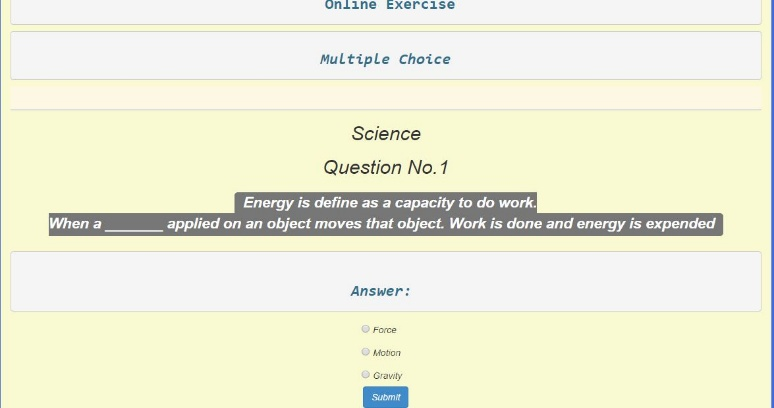 Online Exercise
Multiple Choice
Science
Question No.1
Energy is define as a capacity to do work.
When a _______ applied on an object moves that object. Work is done and energy is expended
Answer:
Force
Motion
Gravity
Submit